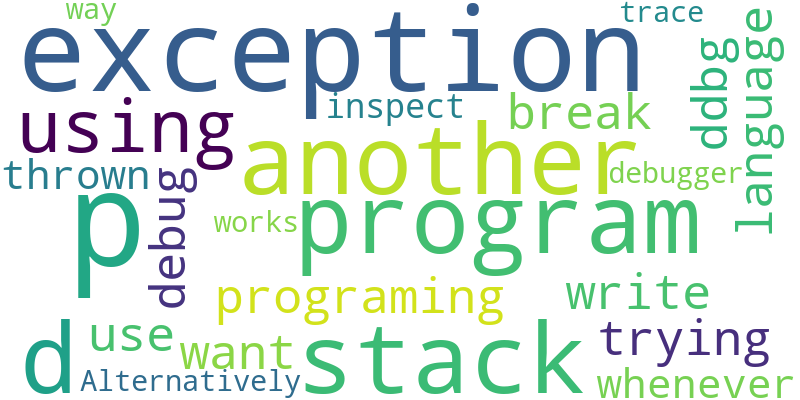 way
trace
exception
ddbg
language
using
inspect
break
another
thrown
debugger
p
debug
works
program
programing
write
d
use
want
stack
trying
Alternatively
whenever